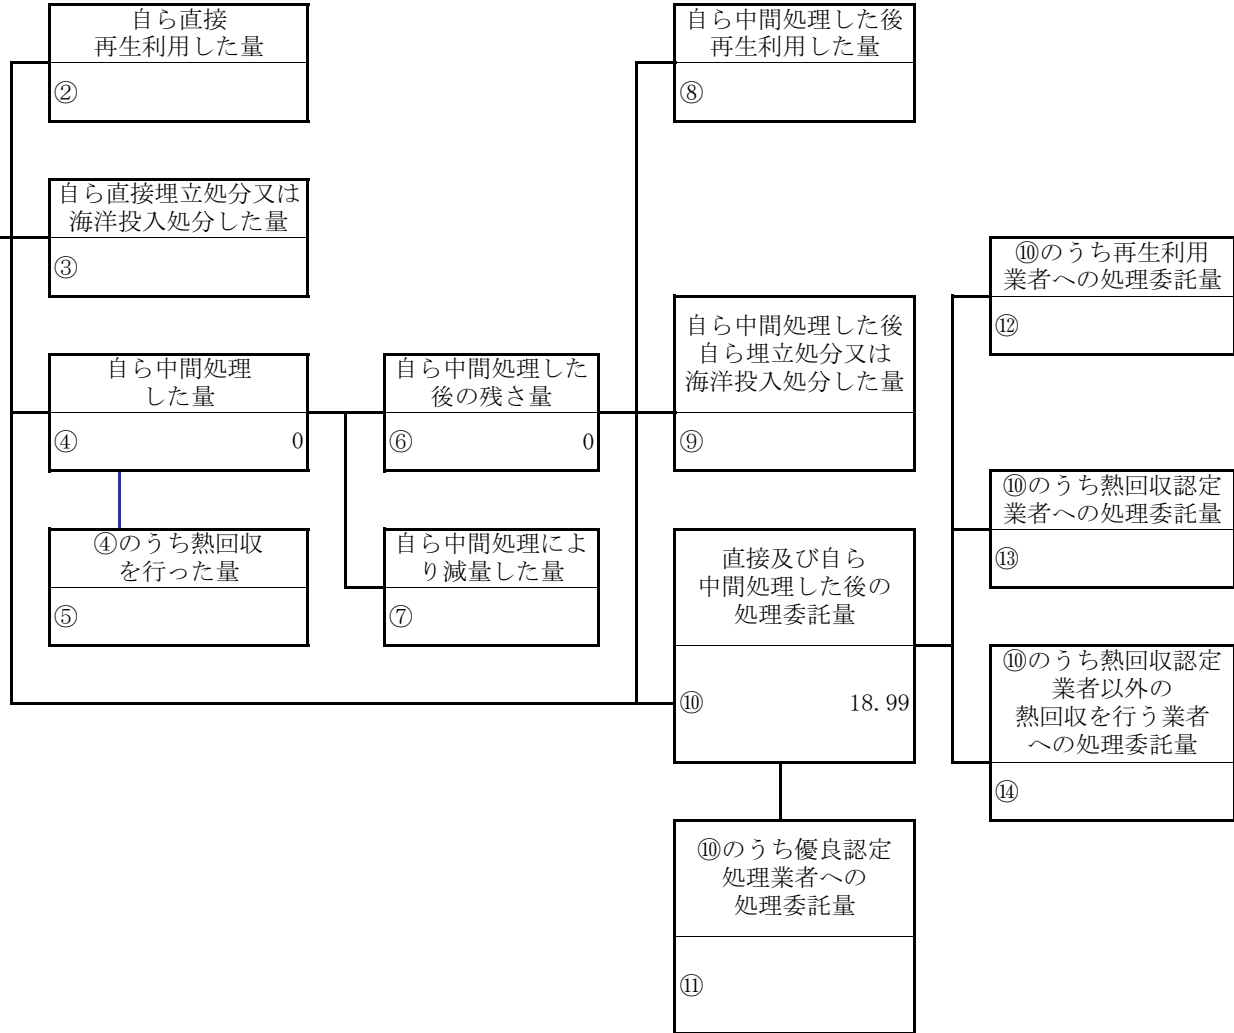 自ら直接
再生利用した量
②
自ら直接埋立処分又は
海洋投入処分した量
③
自ら中間処理
した量
④ 0
④のうち熱回収
を行った量
⑤
自ら中間処理した
後の残さ量
⑥ 0
自ら中間処理によ
り減量した量
⑦
自ら中間処理した後
再生利用した量
⑧
自ら中間処理した後
自ら埋立処分又は
海洋投入処分した量
⑨
直接及び自ら
中間処理した後の
処理委託量
⑩ 18.99
⑩のうち優良認定
処理業者への
処理委託量
⑪
⑩のうち再生利用
業者への処理委託量
⑫
⑩のうち熱回収認定
業者への処理委託量
⑬
⑩のうち熱回収認定
業者以外の
熱回収を行う業者
への処理委託量
⑭